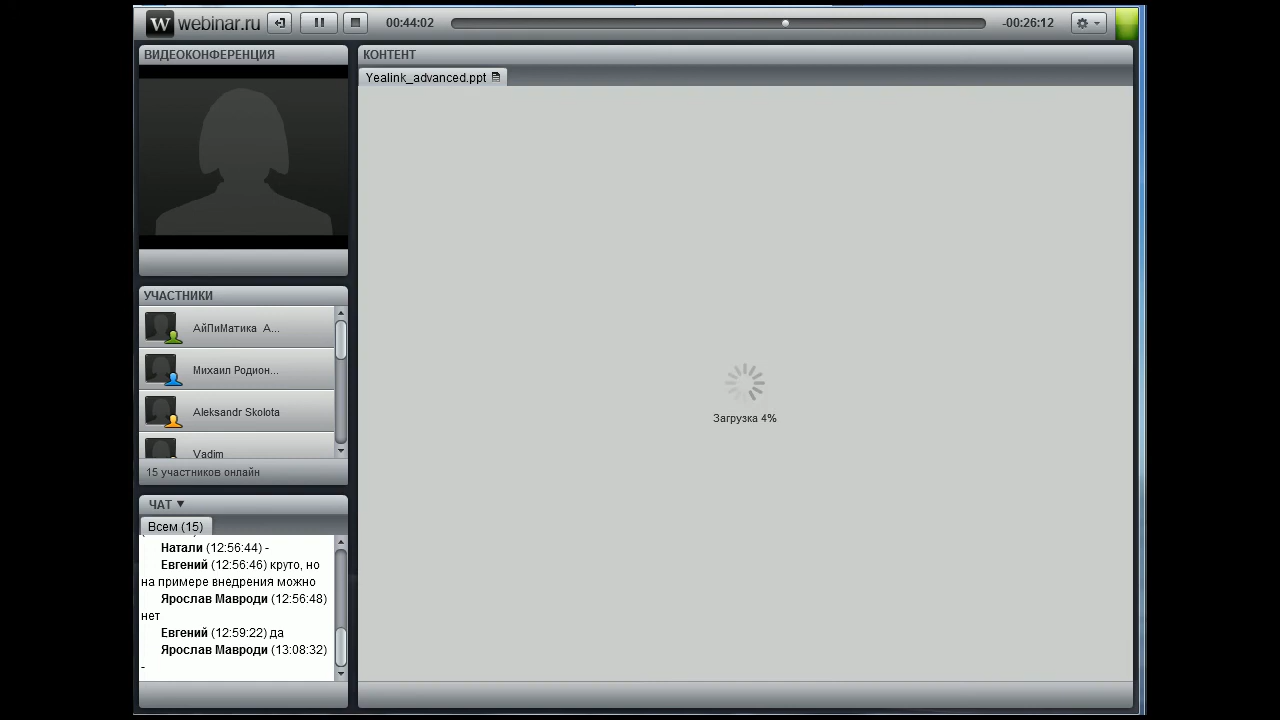 W webinar.ru 00:44:02 -00:26:12
ВИДЕОКОНФЕРЕНЦИЯ
КОНТЕНТ
Yealink_advanced.ppt
Загрузка 4%
УЧАСТНИКИ
АйПиМатика А...
Михаил Родион...
Aleksandr Skolota
Vadim
15 участников онлайн
ЧАТ
Всем (15)
Натали (12:56:44) -
Евгений (12:56:46) круто, но
на примере внедрения можно
Ярослав Мавроди (12:56:48)
нет
Евгений (12:59:22) да
Ярослав Мавроди (13:08:32)
-